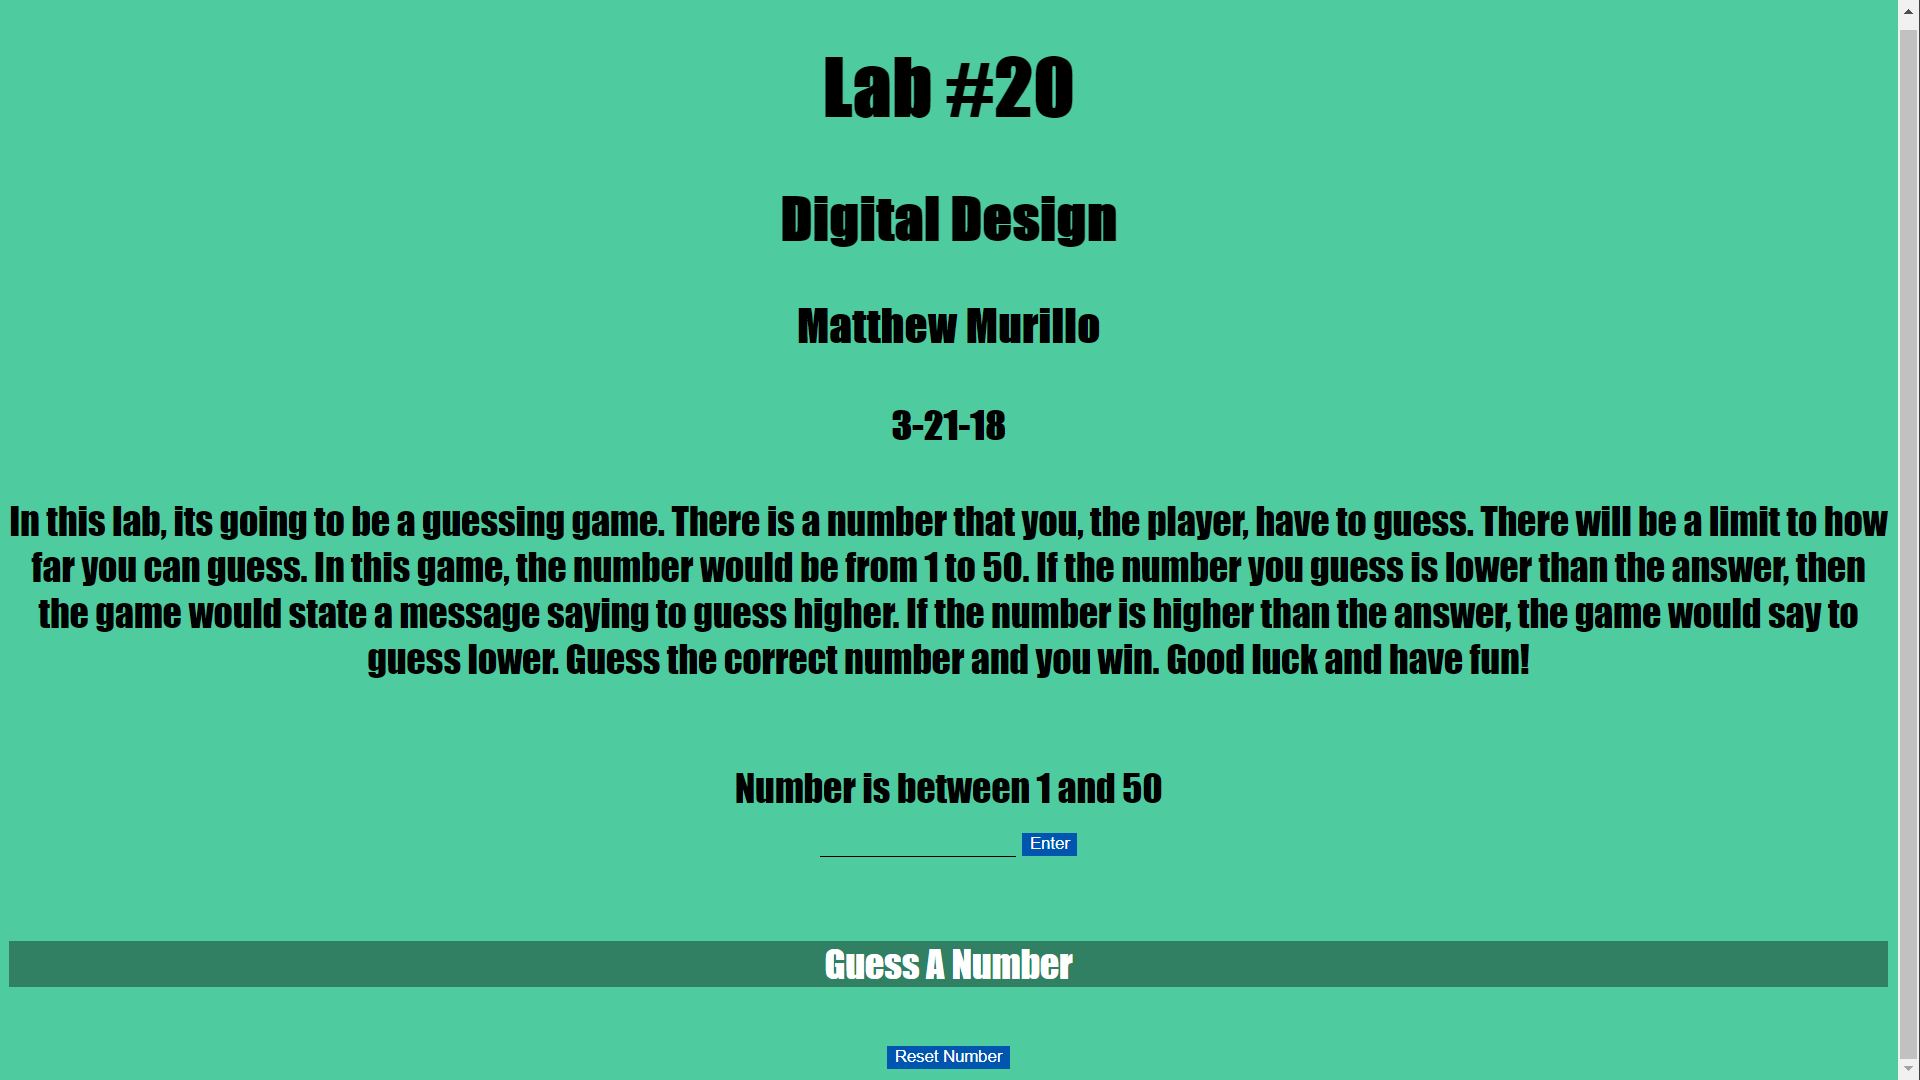 Lab #20
Digital Design
Matthew Murillo
3-21-18
In this lab, its going to be a guessing game. There is a number that you, the player, have to guess. There will be a limit to how
far you can guess. In this game, the number would be from 1 to 50. If the number you guess is lower than the answer, then
the game would state a message saying to guess higher. If the number is higher than the answer, the game would say to
guess lower. Guess the correct number and you win. Good luck and have fun!
Number is between 1 and 50
Enter
Guess A Number
Reset Number